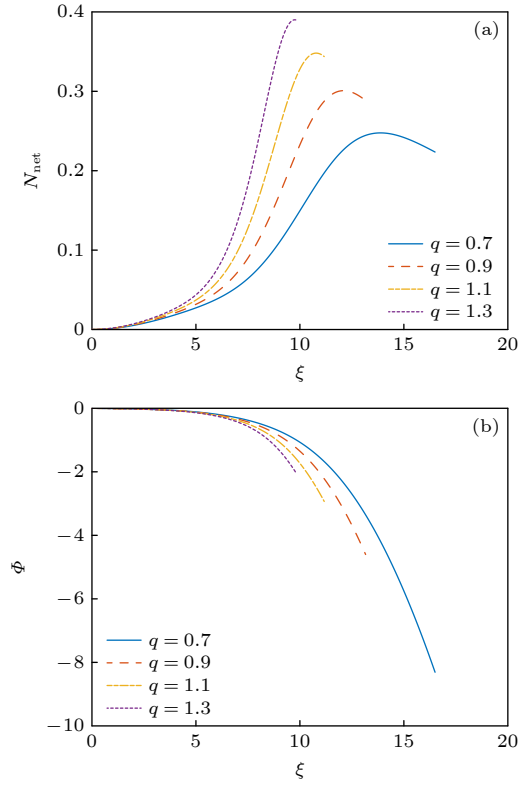 (a)
0.4
0.3
0.2
0.1
0
N_net
q = 0.7
q = 0.9
q = 1.1
q = 1.3
0 5 10 15 20
ξ
(b)
0
−2
−4
−6
−8
−10
Φ
q = 0.7
q = 0.9
q = 1.1
q = 1.3
0 5 10 15 20
ξ